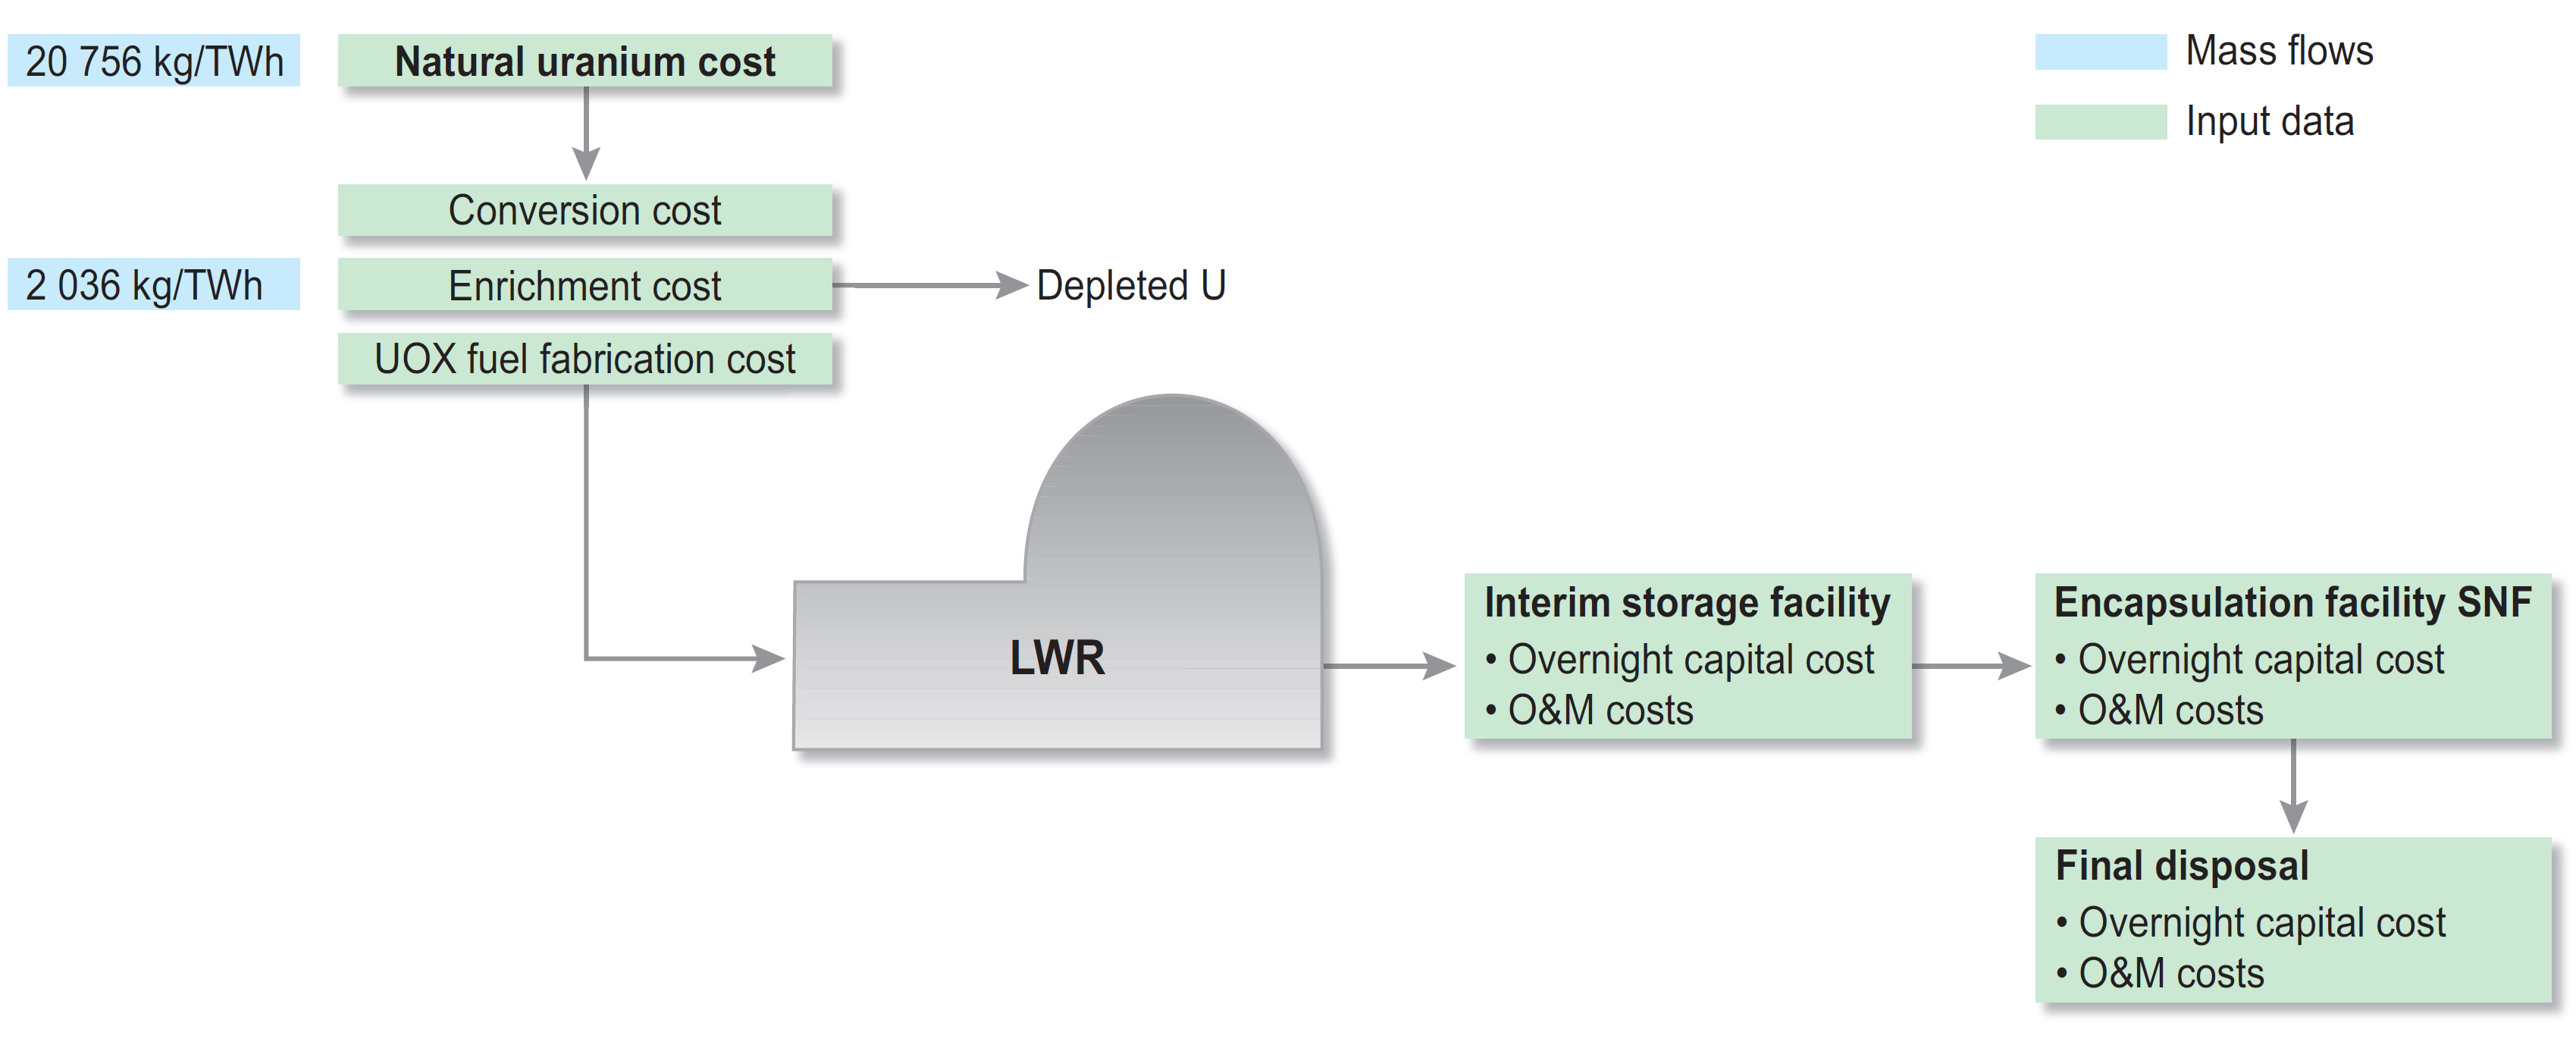 20 756 kg/TWh
Natural uranium cost
Mass flows
Input data
Conversion cost
2 036 kg/TWh
Enrichment cost
Depleted U
UOX fuel fabrication cost
LWR
Interim storage facility
• Overnight capital cost
• O&M costs
Encapsulation facility SNF
• Overnight capital cost
• O&M costs
Final disposal
• Overnight capital cost
• O&M costs